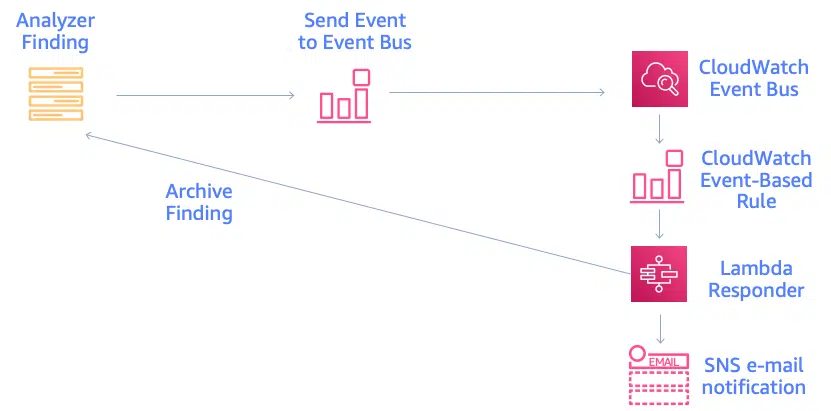 Analyzer
Finding
Send Event
to Event Bus
CloudWatch
Event Bus
CloudWatch
Event-Based
Rule
Archive
Finding
Lambda
Responder
EMAIL
SNS e-mail
notification